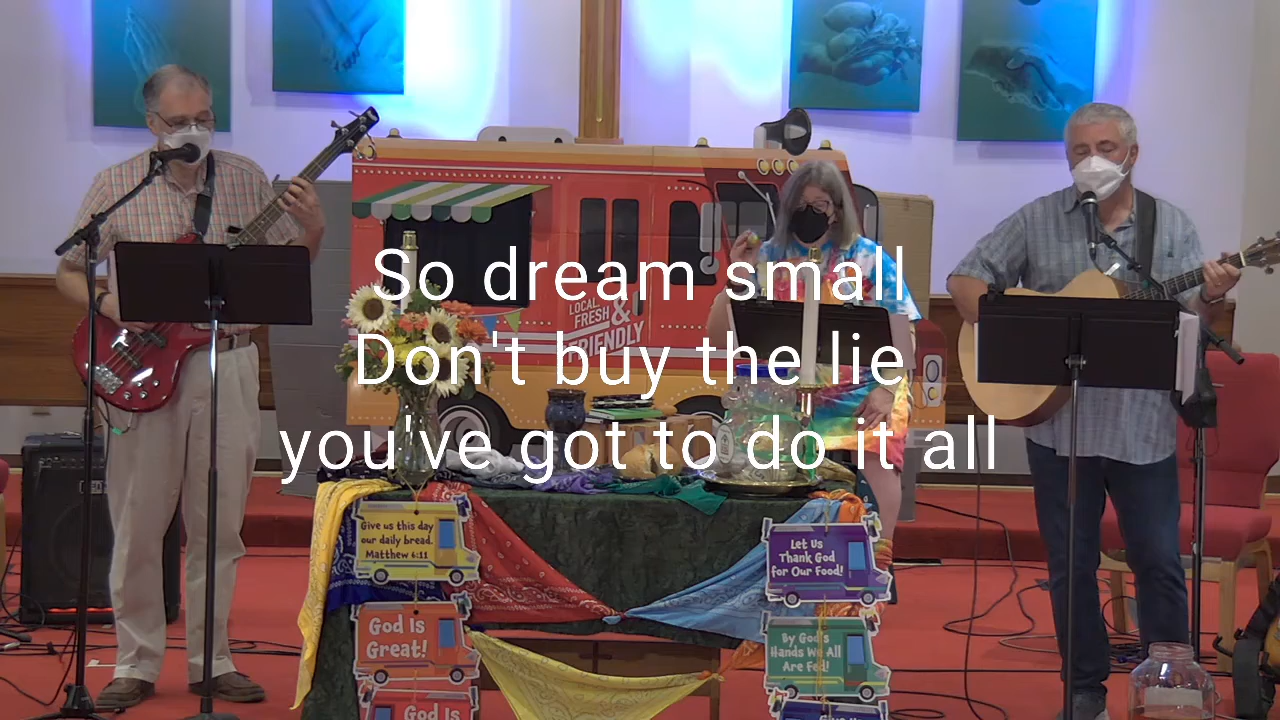 So dream small
Don't buy the lie
you've got to do it all
LOCAL
FRESH &
FRIENDLY
Give us this day
our daily bread.
Matthew 6:11
God Is
Great!
God Is
Let Us
Thank God
for Our Food!
By God's
Hands We All
Are Fed!